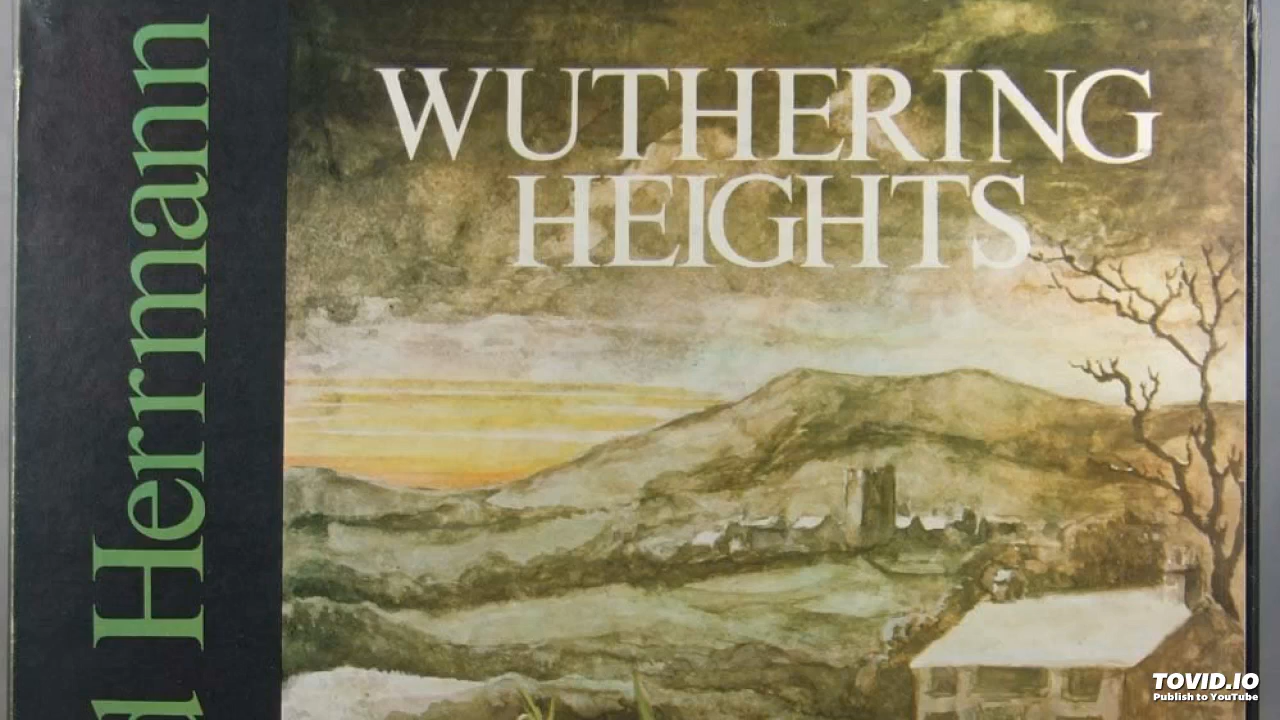 d Herrmann
WUTHERING
HEIGHTS
TOVID.IO
Publish to YouTube